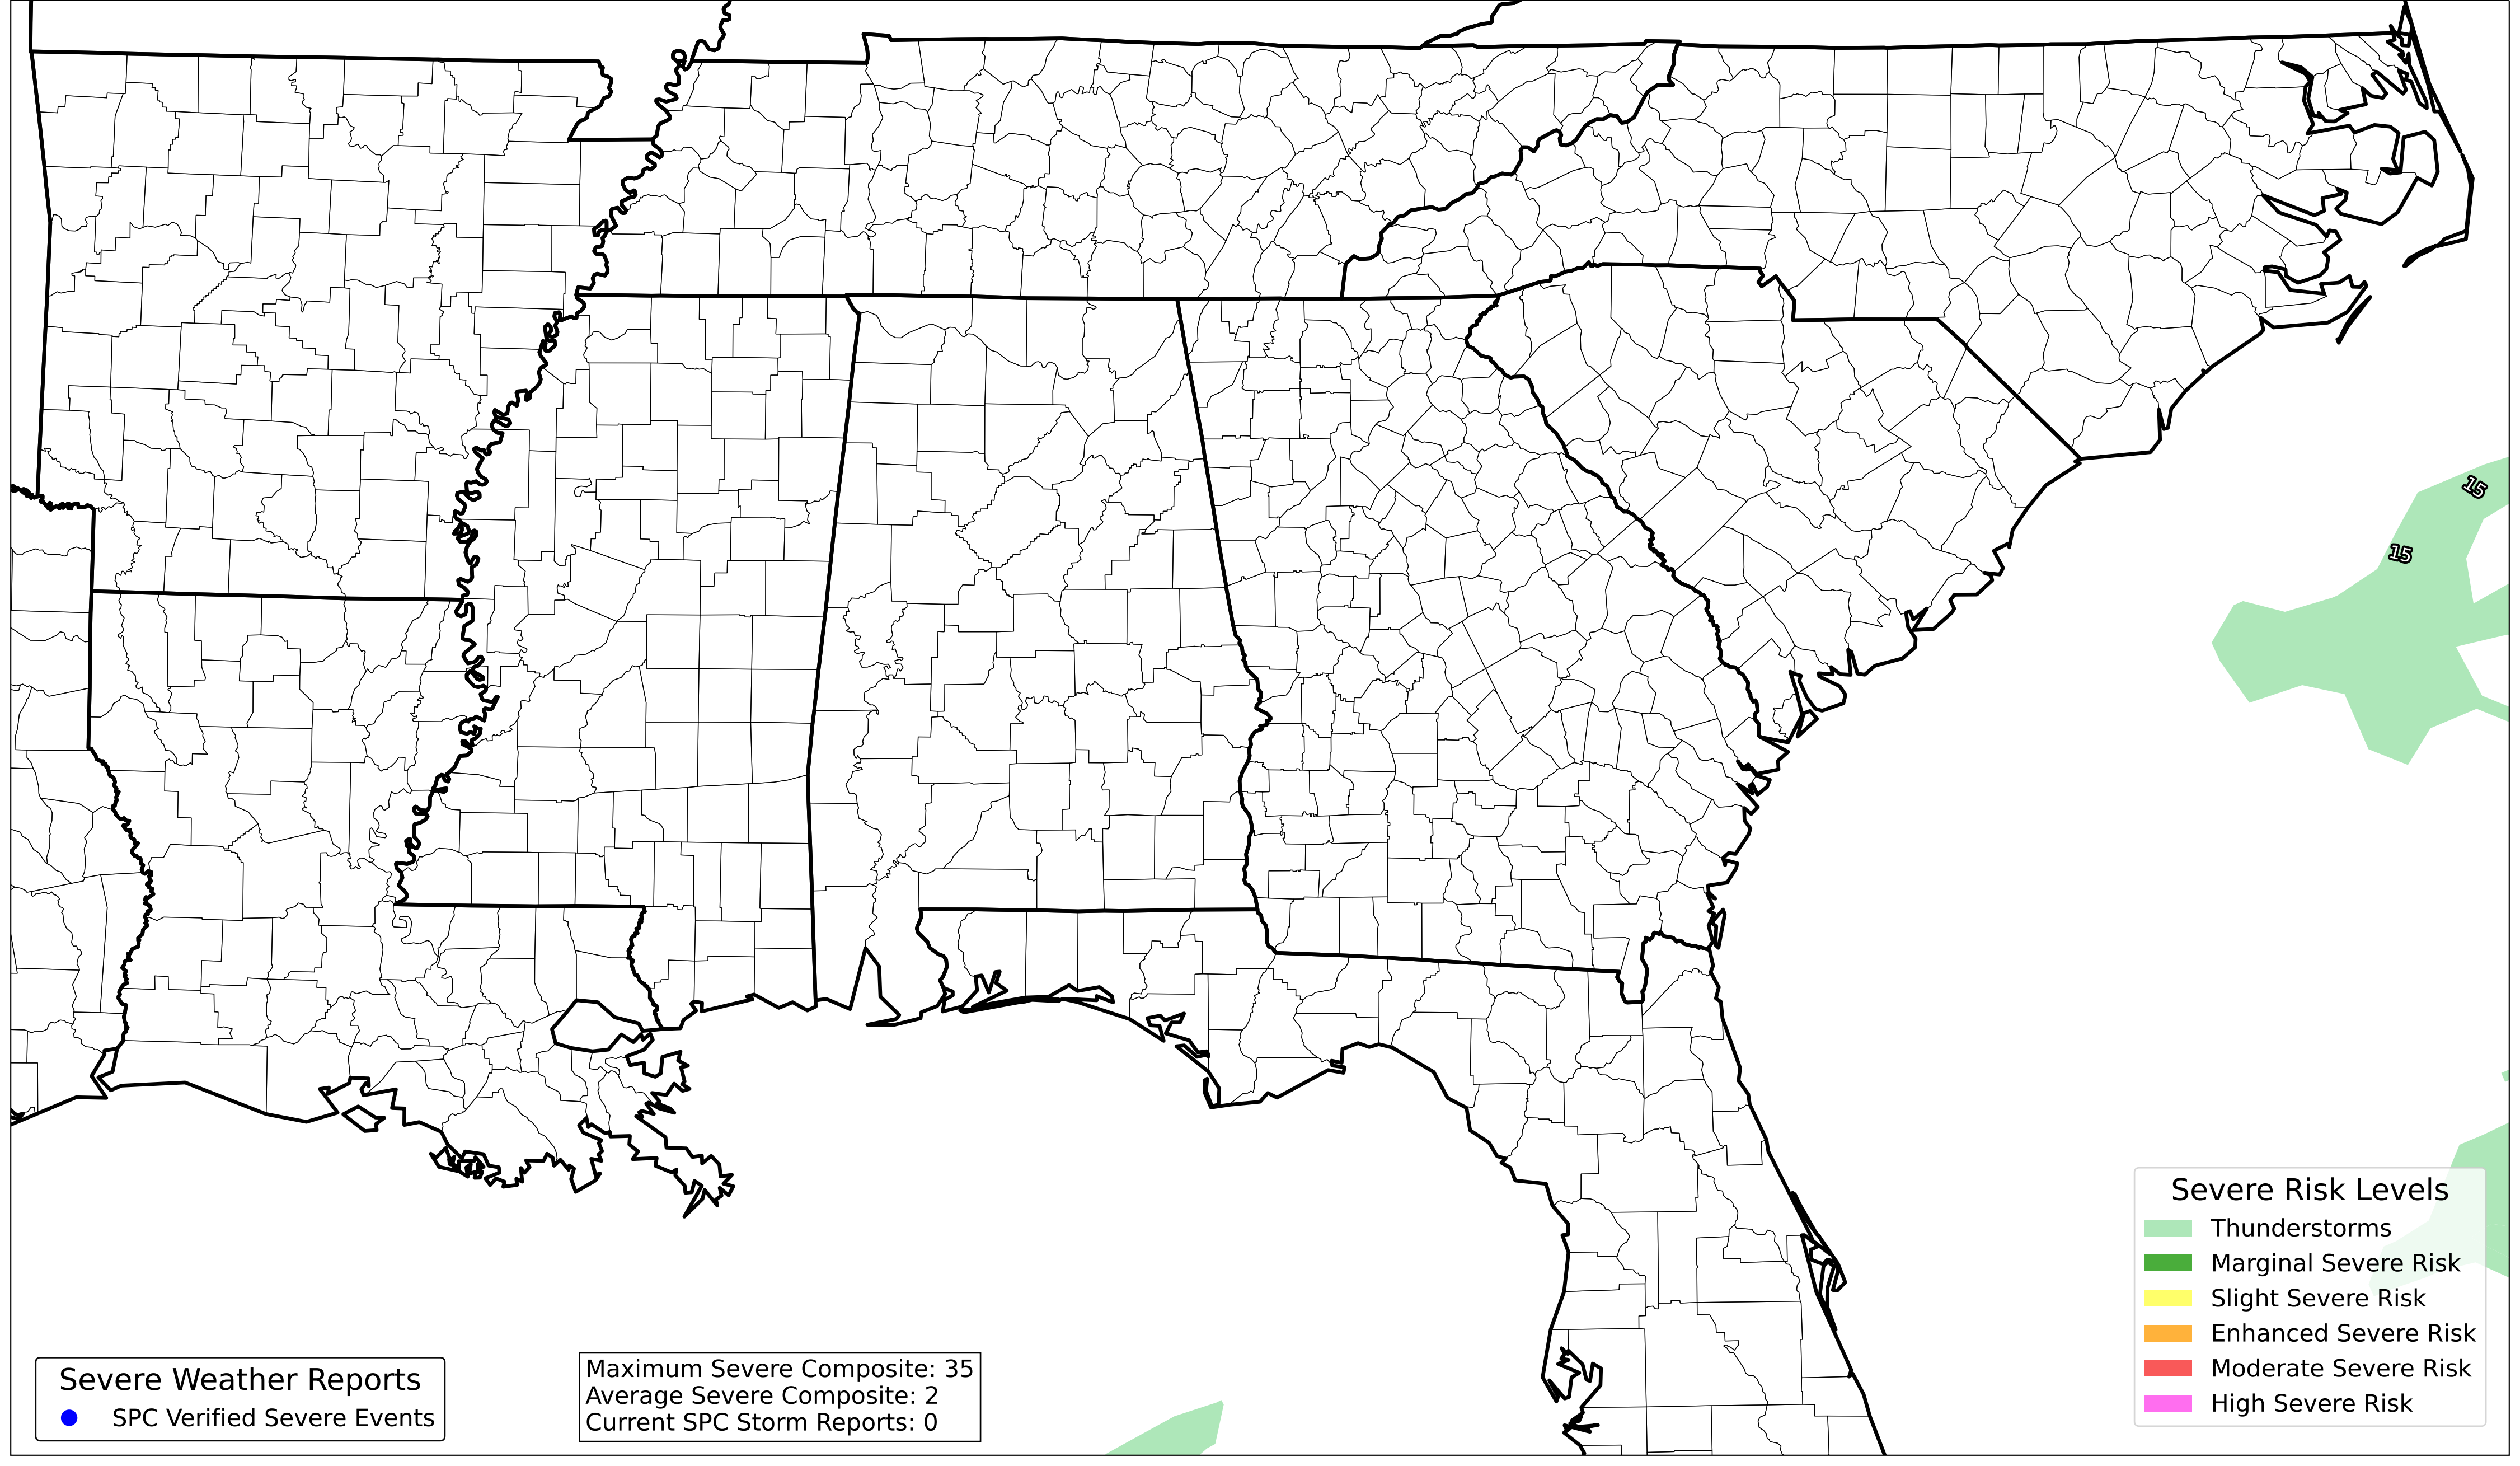 15
15
Severe Risk Levels
Thunderstorms
Marginal Severe Risk
Slight Severe Risk
Enhanced Severe Risk
Moderate Severe Risk
High Severe Risk
Severe Weather Reports
SPC Verified Severe Events
Maximum Severe Composite: 35
Average Severe Composite: 2
Current SPC Storm Reports: 0